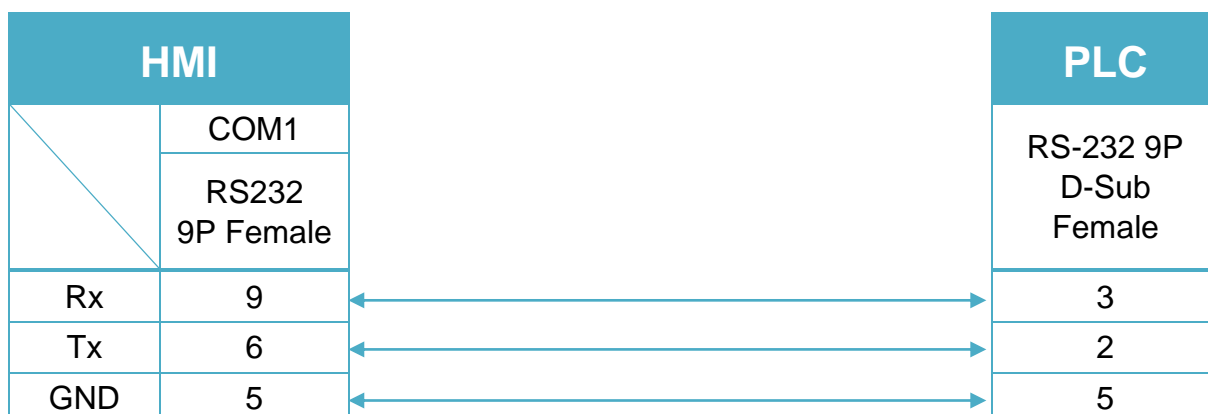 HMI PLC
COM1
RS232
9P Female
RS-232 9P
D-Sub
Female
Rx 9 3
Tx 6 2
GND 5 5